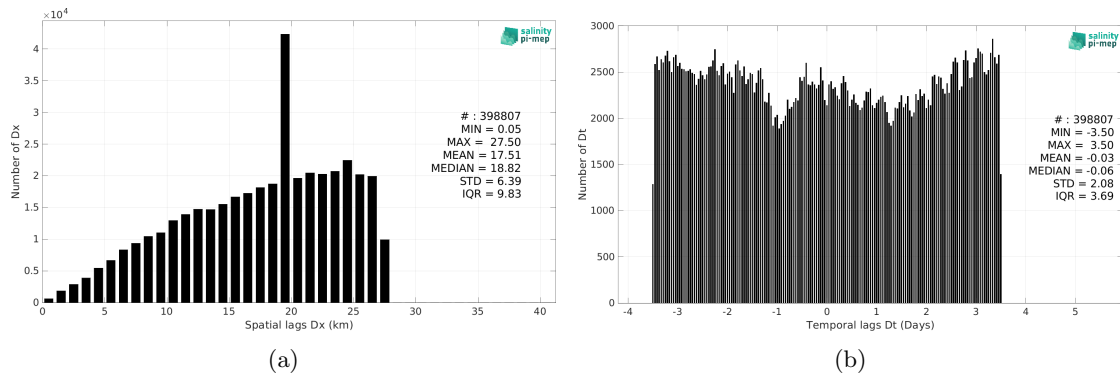 ×10⁴
4
3.5
3
2.5
2
1.5
1
0.5
0
0 5 10 15 20 25 30 35 40
Number of Dx
Spatial lags Dx (km)
salinity
pi-mep
# : 398807
MIN = 0.05
MAX = 27.50
MEAN = 17.51
MEDIAN = 18.82
STD = 6.39
IQR = 9.83
(a)
3000
2500
2000
1500
1000
500
0
-4 -3 -2 -1 0 1 2 3 4 5
Number of Dt
Temporal lags Dt (Days)
salinity
pi-mep
# : 398807
MIN = -3.50
MAX = 3.50
MEAN = -0.03
MEDIAN = -0.06
STD = 2.08
IQR = 3.69
(b)